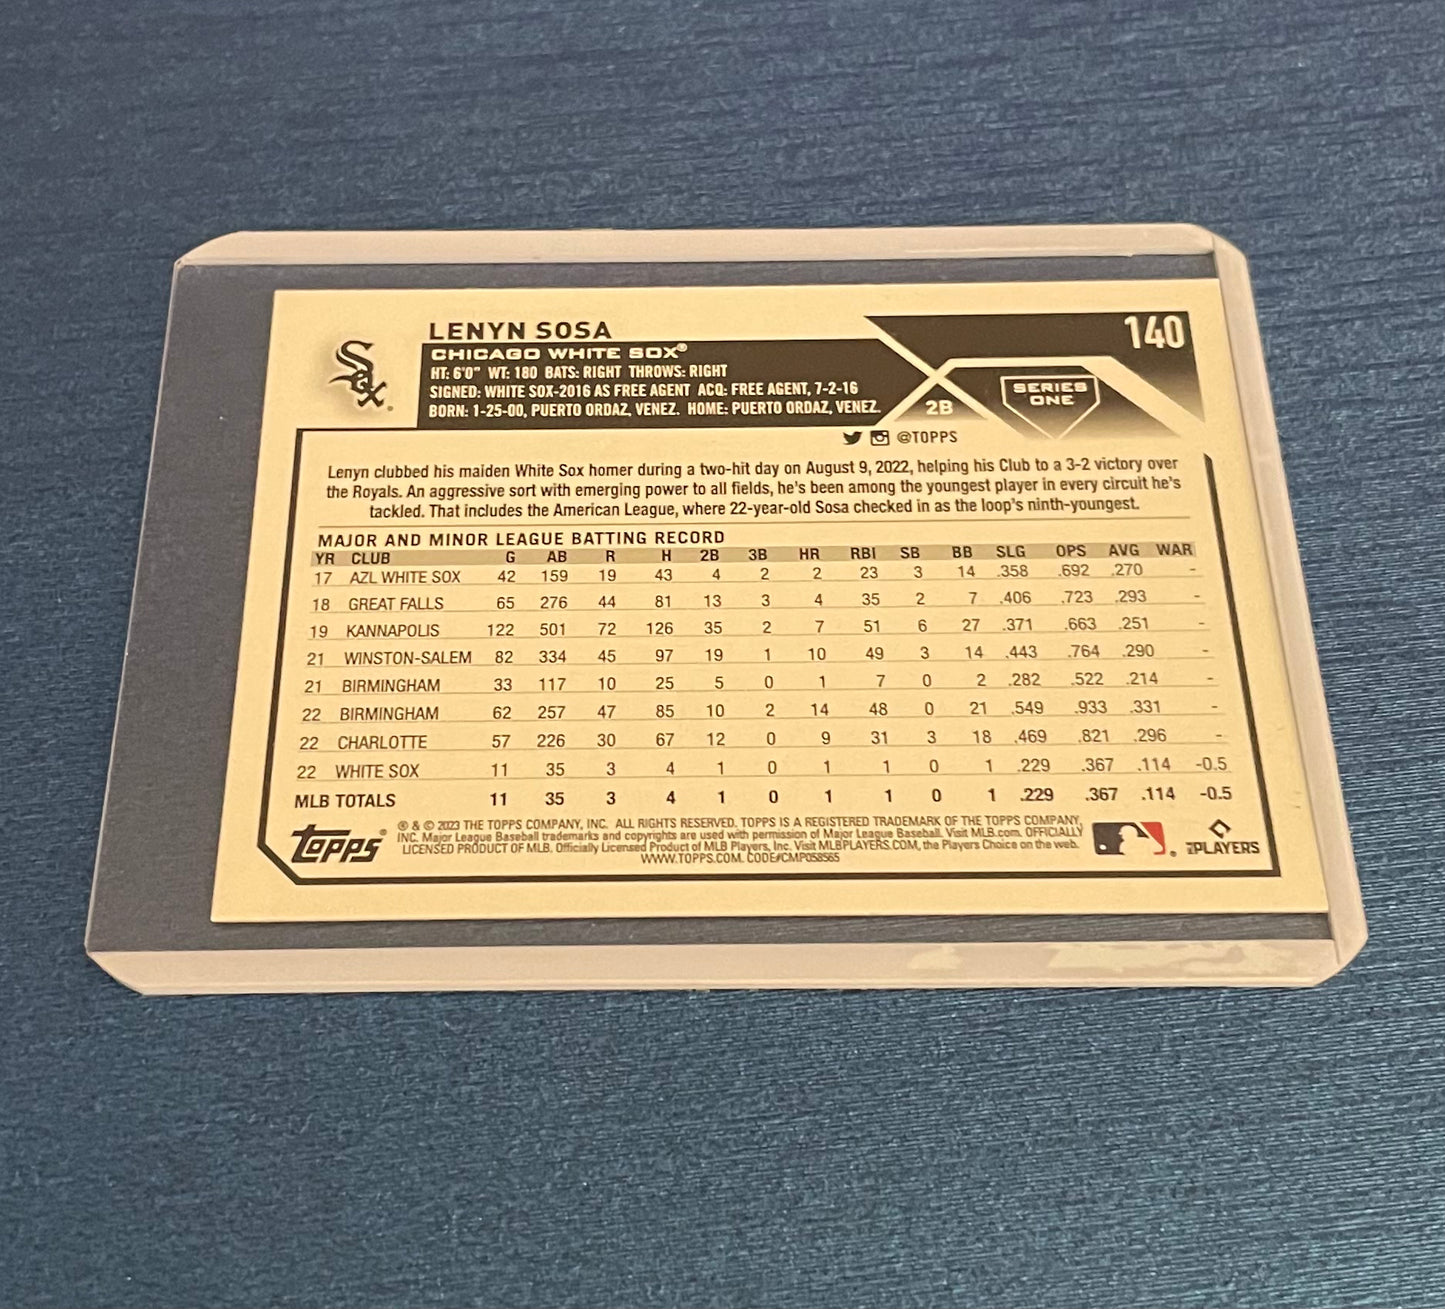 LENYN SOSA
140
CHICAGO WHITE SOX®
HT: 6'0" WT: 180 BATS: RIGHT THROWS: RIGHT
SIGNED: WHITE SOX-2016 AS FREE AGENT ACQ: FREE AGENT, 7-2-16
BORN: 1-25-00, PUERTO ORDAZ, VENEZ. HOME: PUERTO ORDAZ, VENEZ.
2B
SERIES
ONE
Sox
@TOPPS
Lenyn clubbed his maiden White Sox homer during a two-hit day on August 9, 2022, helping his Club to a 3-2 victory over
the Royals. An aggressive sort with emerging power to all fields, he's been among the youngest player in every circuit he's
tackled. That includes the American League, where 22-year-old Sosa checked in as the loop's ninth-youngest.
MAJOR AND MINOR LEAGUE BATTING RECORD
YR CLUB G AB R H 2B 3B HR RBI SB BB SLG OPS AVG WAR
17 AZL WHITE SOX 42 159 19 43 4 2 2 23 3 14 .358 .692 .270 -
18 GREAT FALLS 65 276 44 81 13 3 4 35 2 7 .406 .723 .293 -
19 KANNAPOLIS 122 501 72 126 35 2 7 51 6 27 .371 .663 .251 -
21 WINSTON-SALEM 82 334 45 97 19 1 10 49 3 14 .443 .764 .290 -
21 BIRMINGHAM 33 117 10 25 5 0 1 7 0 2 .282 .522 .214 -
22 BIRMINGHAM 62 257 47 85 10 2 14 48 0 21 .549 .933 .331 -
22 CHARLOTTE 57 226 30 67 12 0 9 31 3 18 .469 .821 .296 -
22 WHITE SOX 11 35 3 4 1 0 1 1 0 1 .229 .367 .114 -0.5
MLB TOTALS 11 35 3 4 1 0 1 1 0 1 .229 .367 .114 -0.5
Topps®
® & © 2023 THE TOPPS COMPANY, INC. ALL RIGHTS RESERVED. TOPPS IS A REGISTERED TRADEMARK OF THE TOPPS COMPANY,
INC. Major League Baseball trademarks and copyrights are used with permission of Major League Baseball. Visit MLB.com. OFFICIALLY
LICENSED PRODUCT OF MLB. Officially Licensed Product of MLB Players, Inc. Visit MLBPLAYERS.COM, the Players Choice on the web.
WWW.TOPPS.COM. CODE#CMP058565
MLB PLAYERS